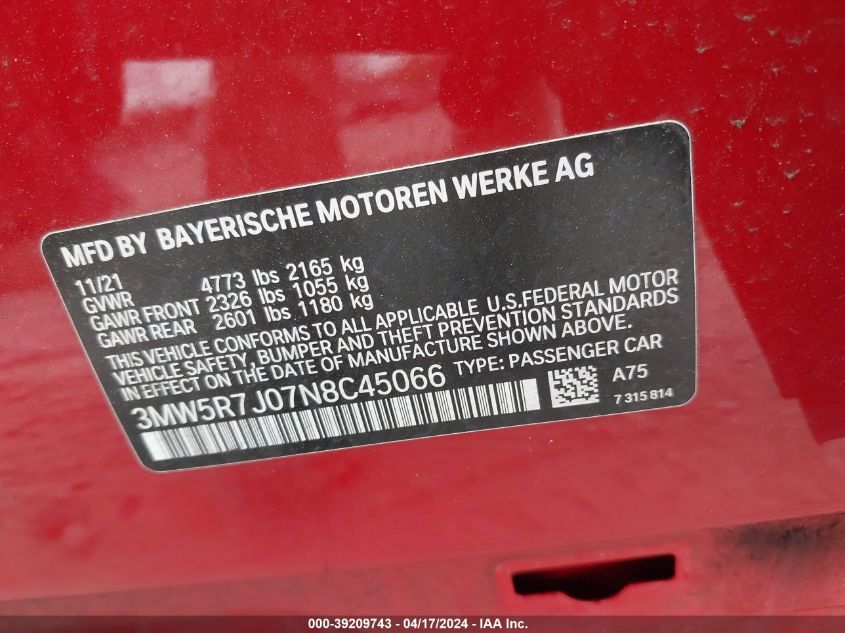 MFD BY BAYERISCHE MOTOREN WERKE AG
11/21
GVWR 4773 lbs 2165 kg
GAWR FRONT 2326 lbs 1055 kg
GAWR REAR 2601 lbs 1180 kg
THIS VEHICLE CONFORMS TO ALL APPLICABLE U.S.FEDERAL MOTOR
VEHICLE SAFETY, BUMPER AND THEFT PREVENTION STANDARDS
IN EFFECT ON THE DATE OF MANUFACTURE SHOWN ABOVE.
3MW5R7J07N8C45066 TYPE: PASSENGER CAR
A75
7 315 814
000-39209743 - 04/17/2024 - IAA Inc.